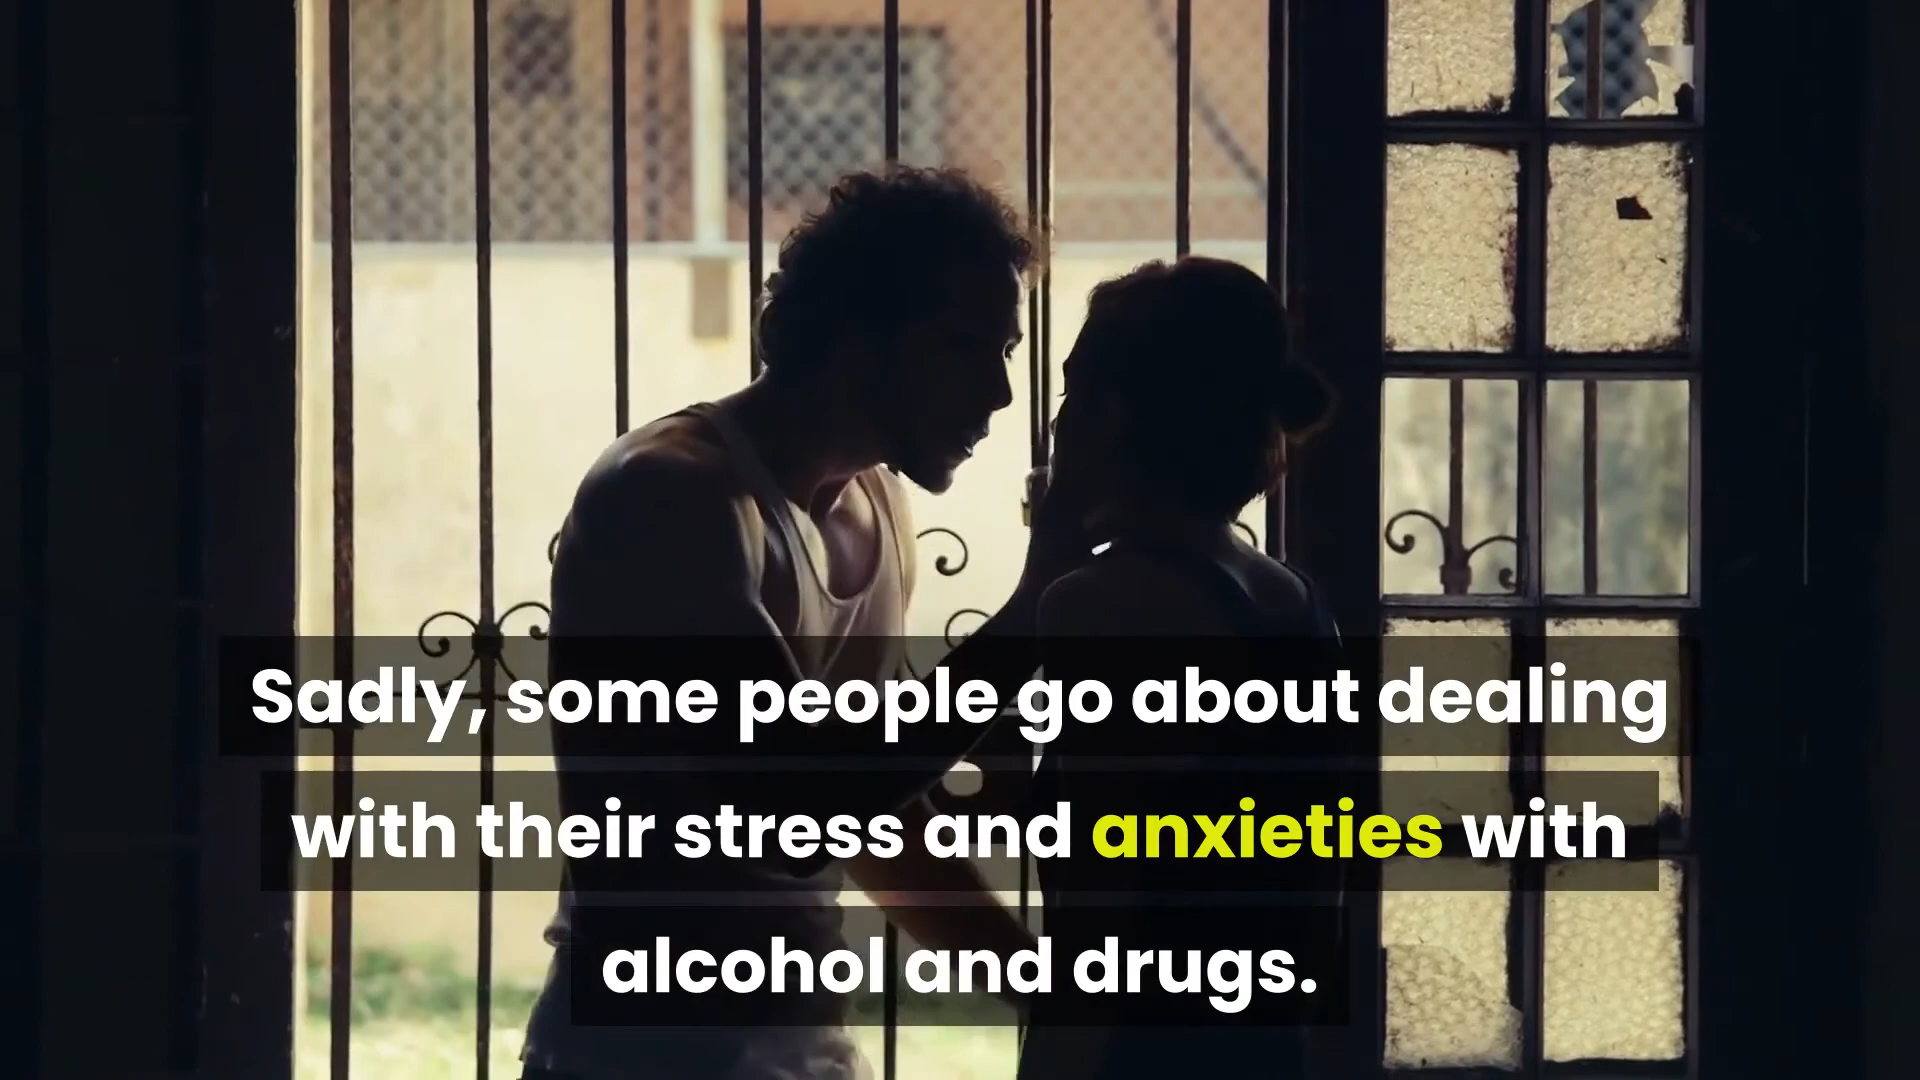 Sadly, some people go about dealing
with their stress and anxieties with
alcohol and drugs.